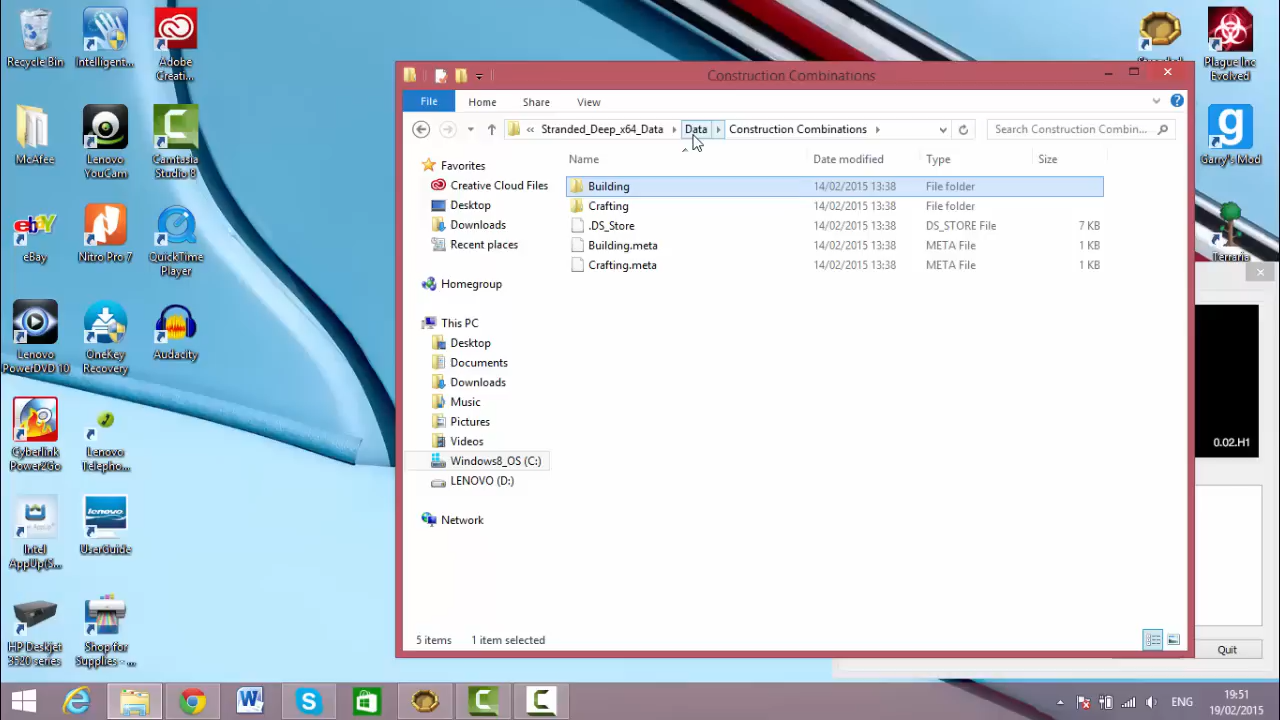 Recycle Bin
Intelligent...
Adobe
Creati...
McAfee
Lenovo
YouCam
Camtasia
Studio 8
ebY
eBay
Nitro Pro 7
QuickTime
Player
Lenovo
PowerDVD 10
OneKey
Recovery
Audacity
Cyberlink
Power2Go
Lenovo
Telepho...
Intel
AppUp(S...
lenovo
UserGuide
HP Deskjet
3520 series
Shop for
Supplies - ...
Plague Inc
Evolved
Garry's Mod
Terraria
Construction Combinations
File
Home
Share
View
« Stranded_Deep_x64_Data
Data
Construction Combinations
Search Construction Combin...
Name
Date modified
Type
Size
Building
14/02/2015 13:38
File folder
Crafting
14/02/2015 13:38
File folder
.DS_Store
14/02/2015 13:38
DS_STORE File
7 KB
Building.meta
14/02/2015 13:38
META File
1 KB
Crafting.meta
14/02/2015 13:38
META File
1 KB
Favorites
Creative Cloud Files
Desktop
Downloads
Recent places
Homegroup
This PC
Desktop
Documents
Downloads
Music
Pictures
Videos
Windows8_OS (C:)
LENOVO (D:)
Network
5 items
1 item selected
0.02.H1
Quit
ENG
19:51
19/02/2015